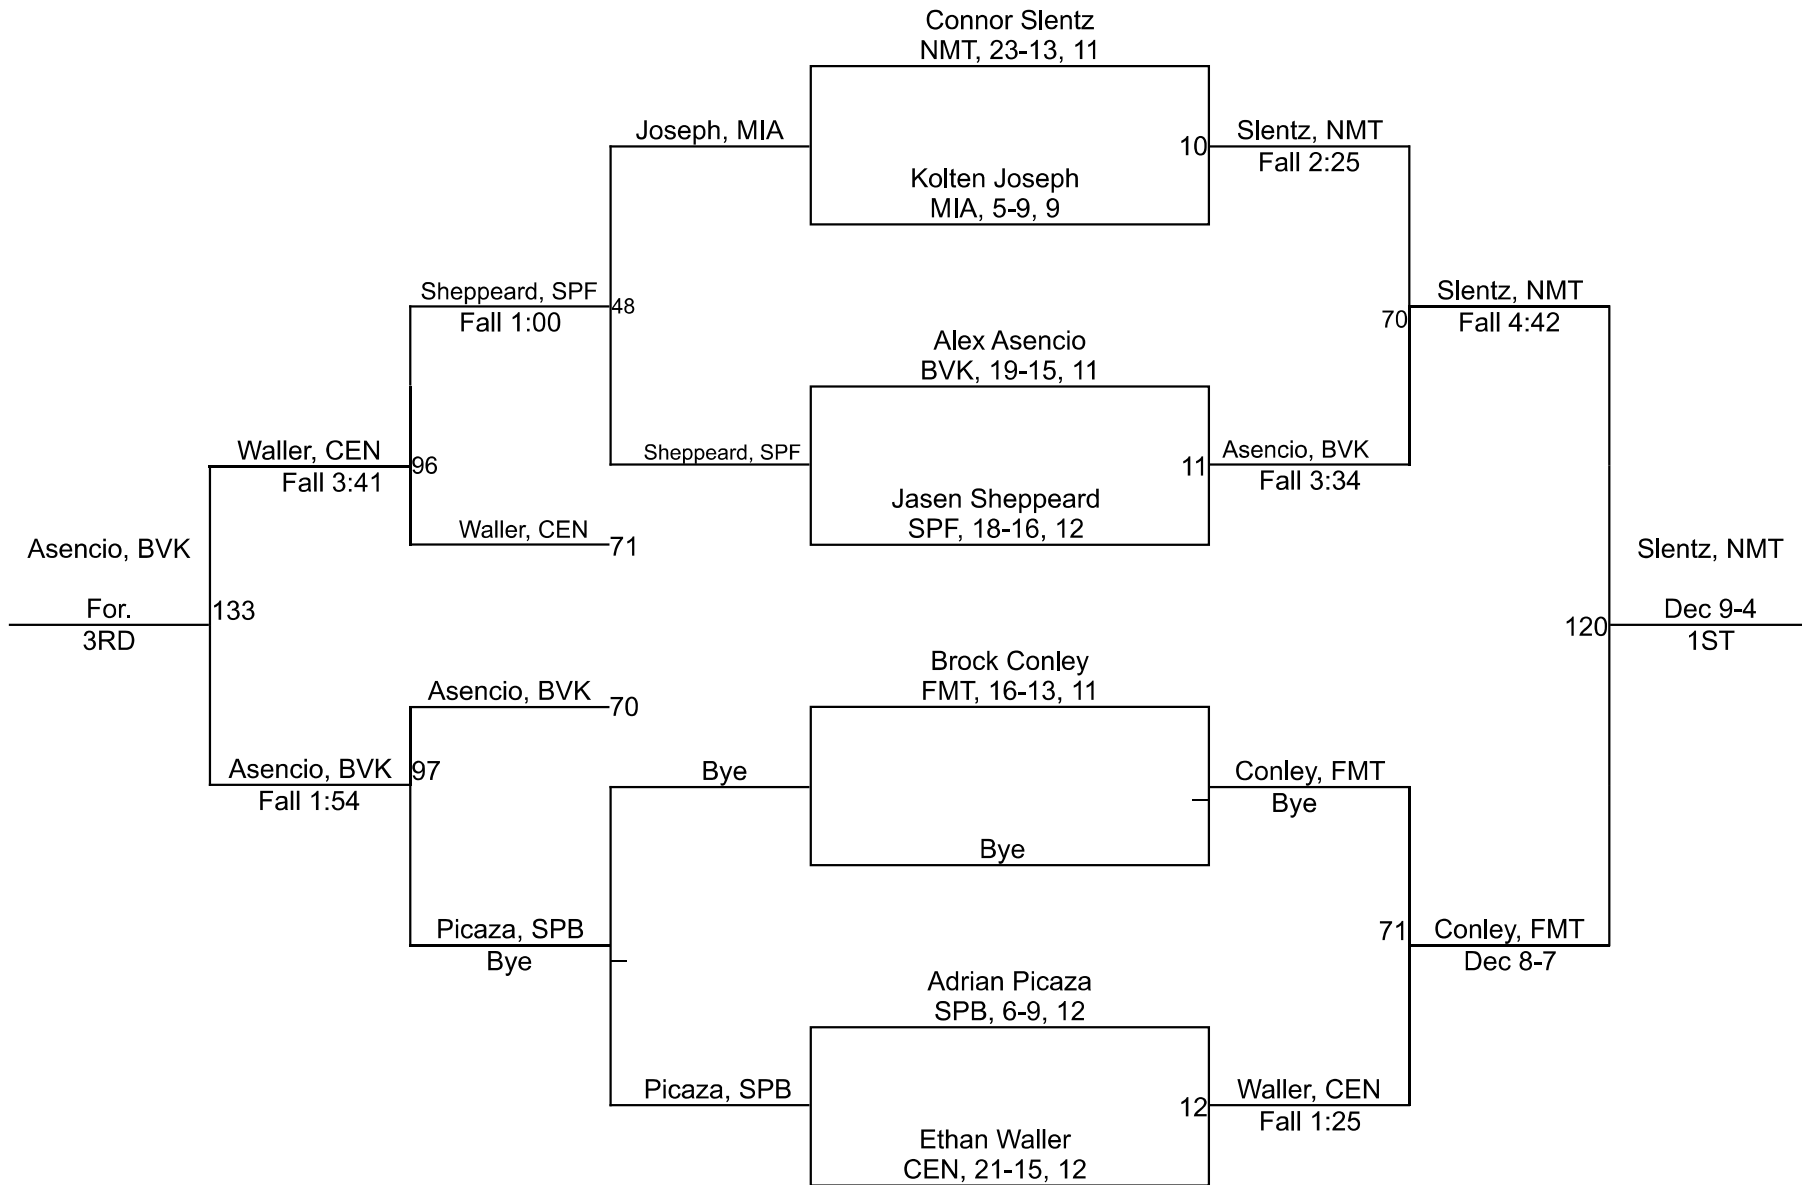 Connor Slentz
NMT, 23-13, 11
Joseph, MIA
10
Slentz, NMT
Fall 2:25
Kolten Joseph
MIA, 5-9, 9
Sheppeard, SPF
48
Fall 1:00
Slentz, NMT
70
Fall 4:42
Alex Asencio
BVK, 19-15, 11
Waller, CEN
96
Fall 3:41
Sheppeard, SPF
11
Asencio, BVK
Fall 3:34
Jasen Sheppeard
SPF, 18-16, 12
Waller, CEN
71
Asencio, BVK
For.
133
3RD
Slentz, NMT
Dec 9-4
120
1ST
Brock Conley
FMT, 16-13, 11
Asencio, BVK
70
Asencio, BVK
97
Fall 1:54
Bye
Conley, FMT
Bye
Bye
Picaza, SPB
Bye
71
Conley, FMT
Dec 8-7
Adrian Picaza
SPB, 6-9, 12
Picaza, SPB
12
Waller, CEN
Fall 1:25
Ethan Waller
CEN, 21-15, 12